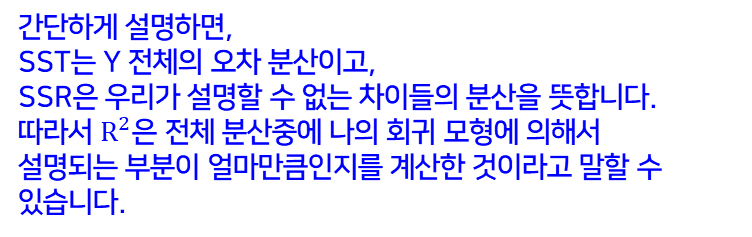 간단하게 설명하면,
SST는 Y 전체의 오차 분산이고,
SSR은 우리가 설명할 수 없는 차이들의 분산을 뜻합니다.
따라서 R²은 전체 분산중에 나의 회귀 모형에 의해서
설명되는 부분이 얼마만큼인지를 계산한 것이라고 말할 수
있습니다.